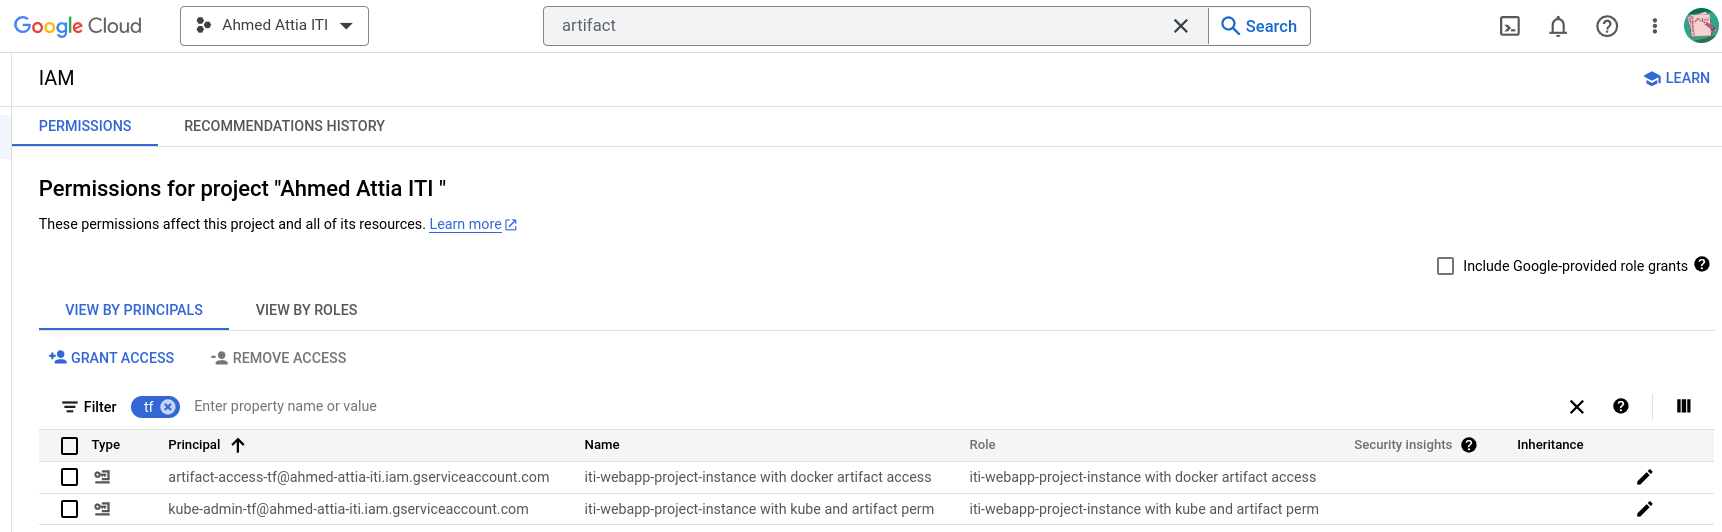 Google Cloud
Ahmed Attia ITI
artifact
Search
IAM
LEARN
PERMISSIONS
RECOMMENDATIONS HISTORY
Permissions for project "Ahmed Attia ITI "
These permissions affect this project and all of its resources. Learn more
Include Google-provided role grants
VIEW BY PRINCIPALS
VIEW BY ROLES
GRANT ACCESS
REMOVE ACCESS
Filter tf Enter property name or value
Type Principal Name Role Security insights Inheritance
artifact-access-tf@ahmed-attia-iti.iam.gserviceaccount.com iti-webapp-project-instance with docker artifact access iti-webapp-project-instance with docker artifact access
kube-admin-tf@ahmed-attia-iti.iam.gserviceaccount.com iti-webapp-project-instance with kube and artifact perm iti-webapp-project-instance with kube and artifact perm